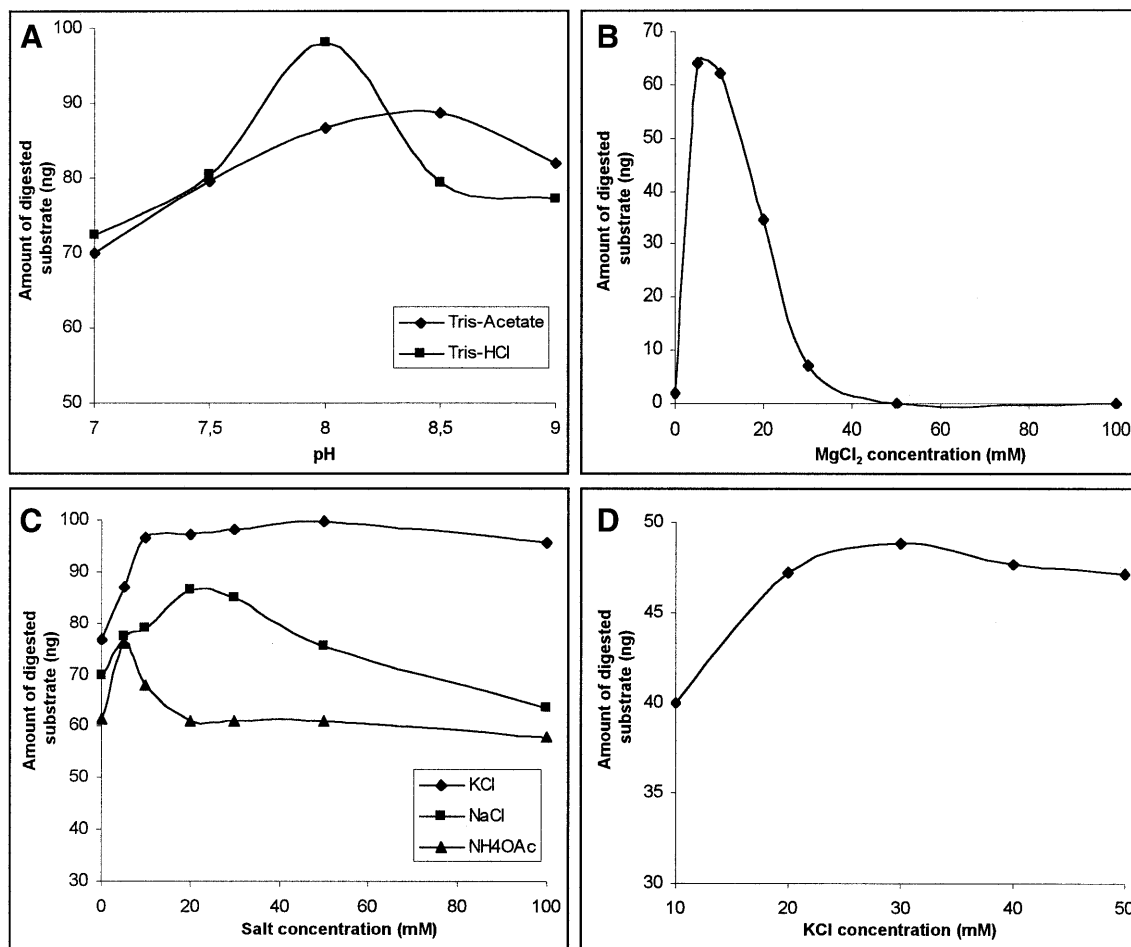 A
100
90
80
70
60
50
7
7,5
8
8,5
9
pH
Amount of digested
substrate (ng)
Tris-Acetate
Tris-HCl
B
70
60
50
40
30
20
10
0
0
20
40
60
80
100
MgCl₂ concentration (mM)
Amount of digested
substrate (ng)
C
100
90
80
70
60
50
40
30
0
20
40
60
80
100
Salt concentration (mM)
Amount of digested
substrate (ng)
KCl
NaCl
NH4OAc
D
50
45
40
35
30
10
20
30
40
50
KCl concentration (mM)
Amount of digested
substrate (ng)